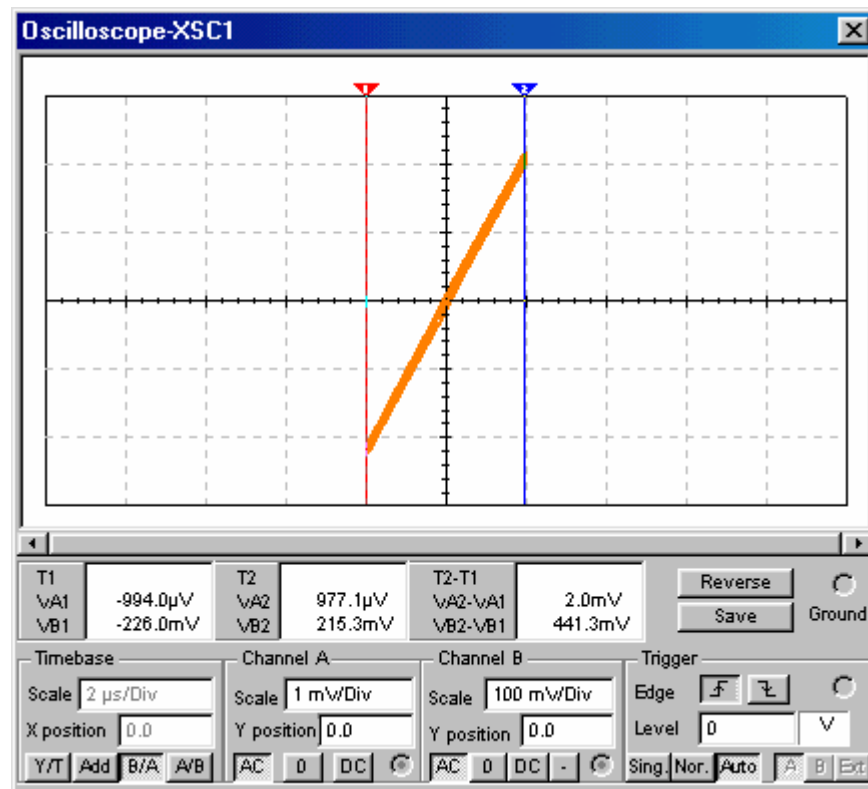 Oscilloscope-XSC1
1 2
T1 T2 T2-T1
VA1 -994.0µV VA2 977.1µV VA2-VA1 2.0mV
VB1 -226.0mV VB2 215.3mV VB2-VB1 441.3mV
Reverse
Save
Ground
Timebase
Scale 2 µs/Div
X position 0.0
Y/T Add B/A A/B
Channel A
Scale 1 mV/Div
Y position 0.0
AC 0 DC
Channel B
Scale 100 mV/Div
Y position 0.0
AC 0 DC -
Trigger
Edge
Level 0 V
Sing. Nor. Auto A B Ext